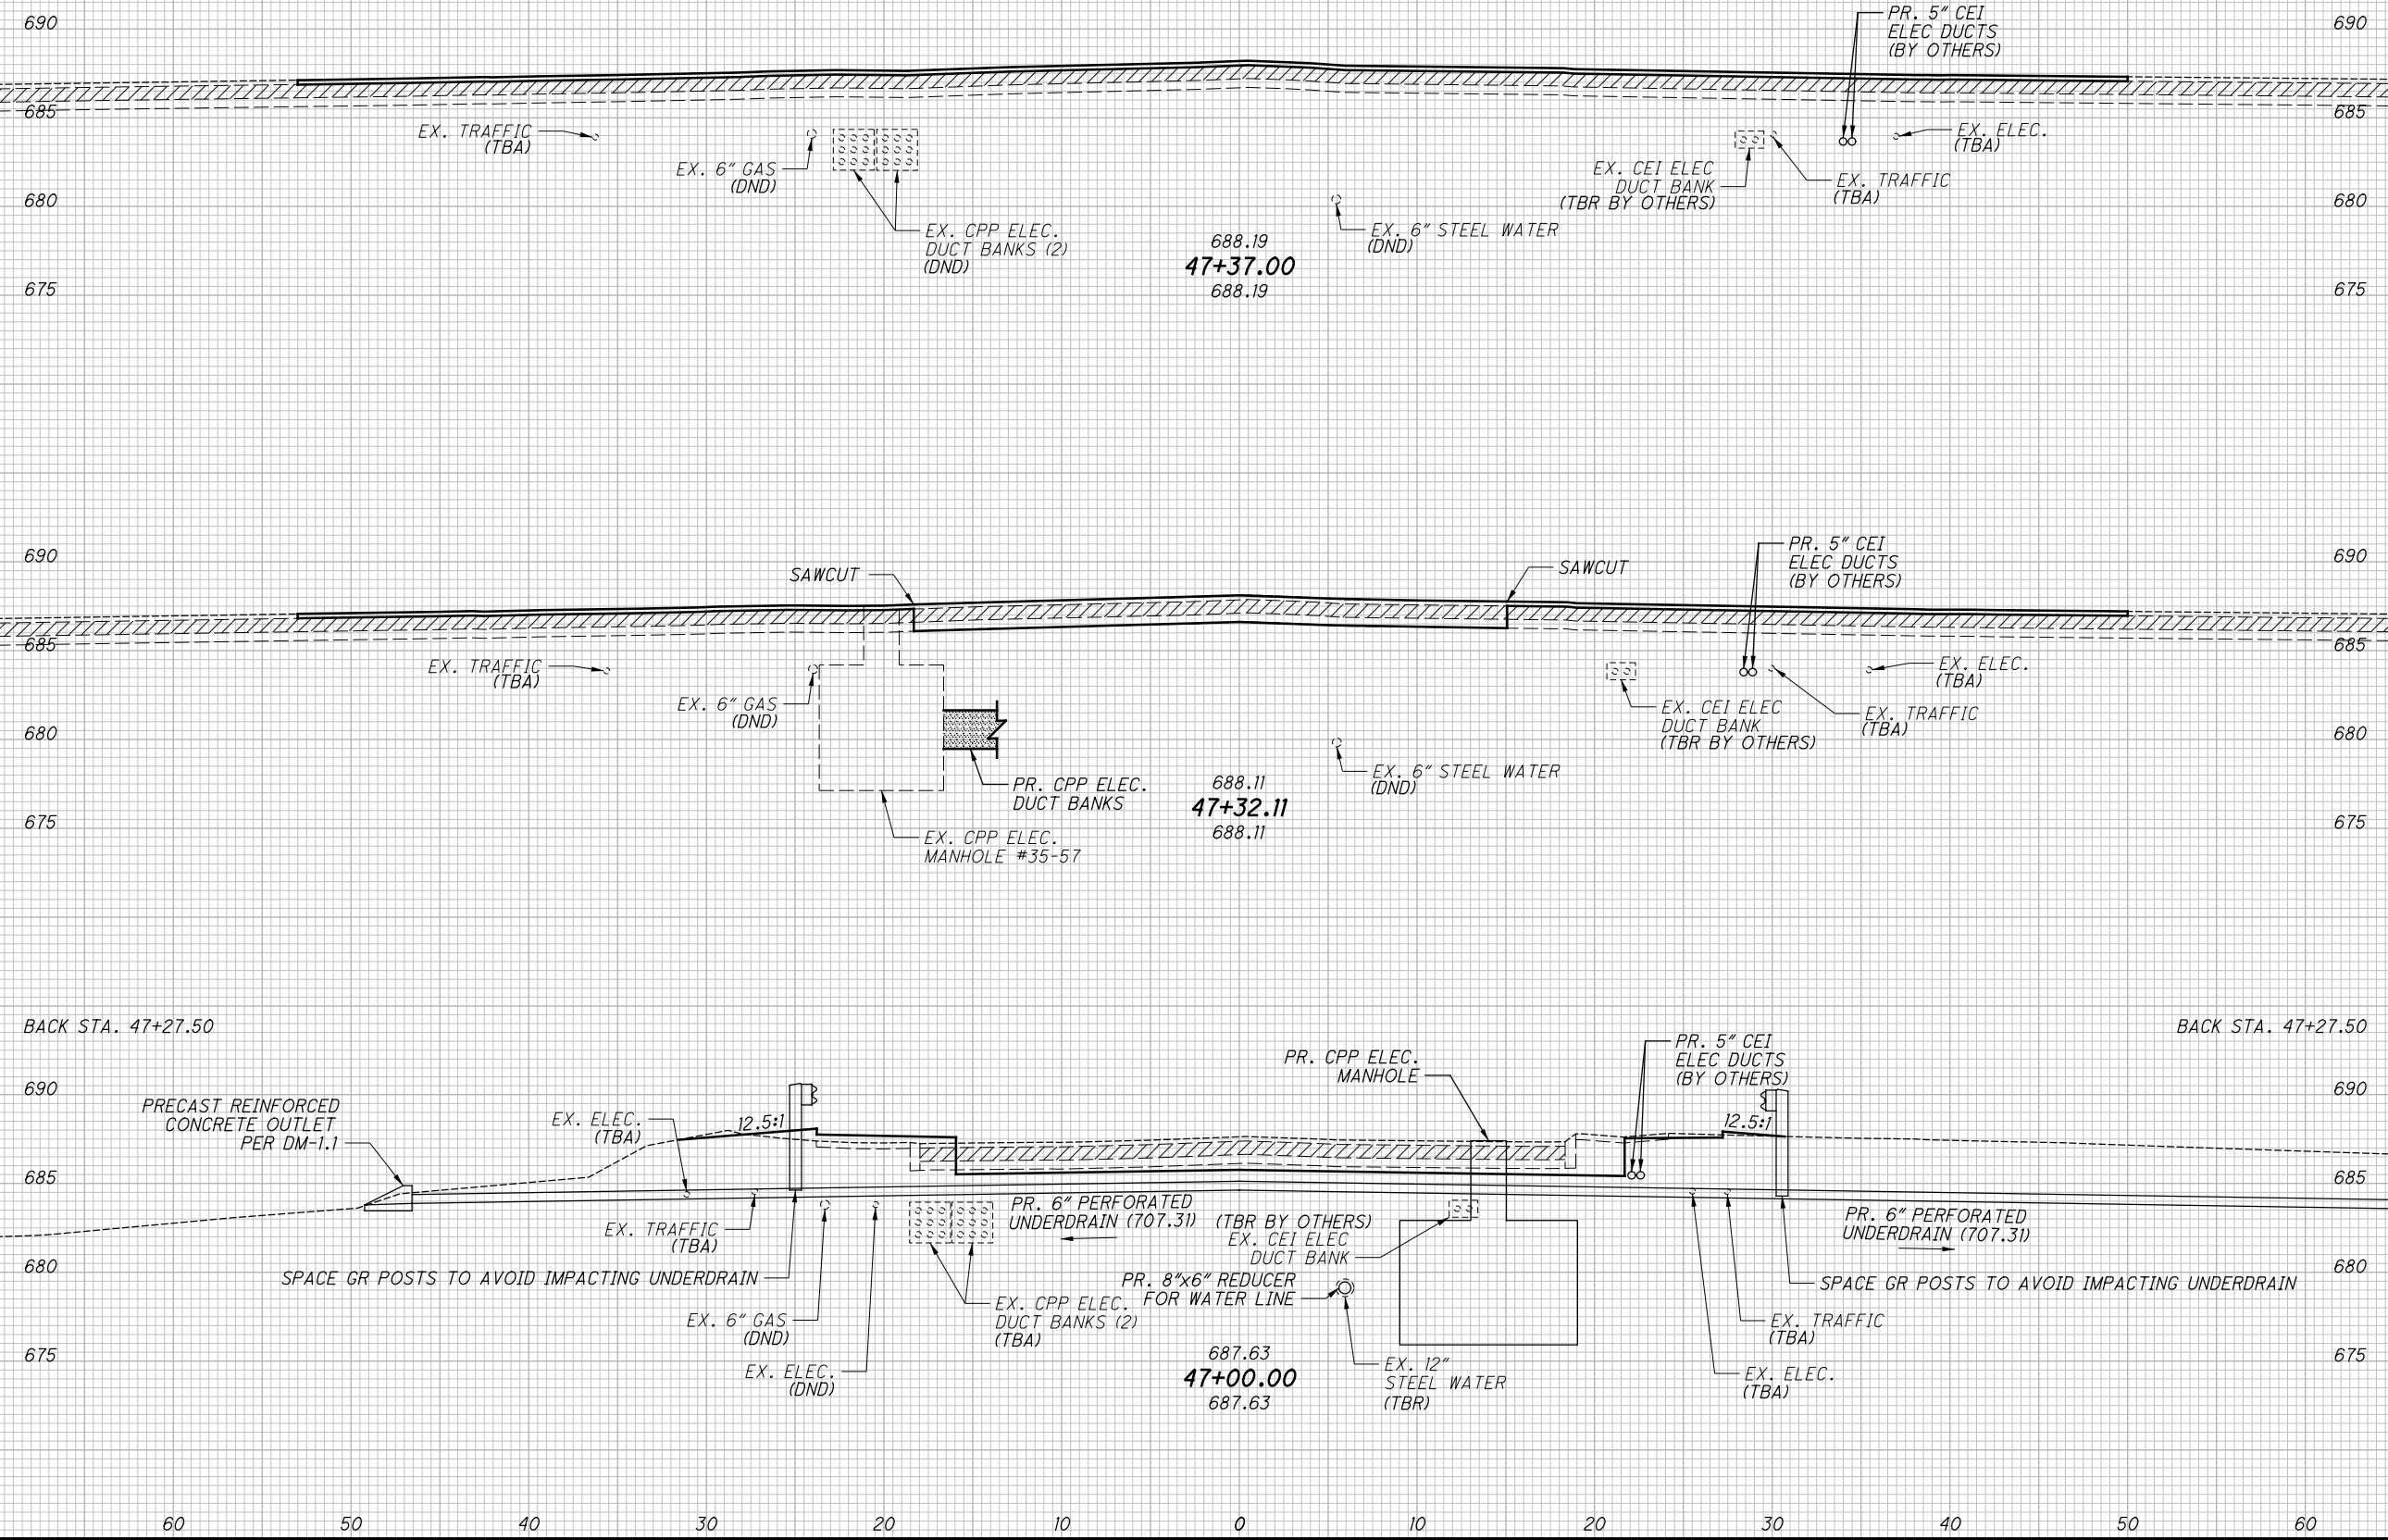 690
690
PR. 5" CEI
ELEC DUCTS
(BY OTHERS)
685
685
EX. TRAFFIC
(TBA)
EX. 6" GAS
(DND)
EX. CPP ELEC.
DUCT BANKS (2)
(DND)
EX. CEI ELEC
DUCT BANK
(TBR BY OTHERS)
EX. ELEC.
(TBA)
EX. TRAFFIC
(TBA)
680
680
EX. 6" STEEL WATER
(DND)
688.19
47+37.00
688.19
675
675
690
690
SAWCUT
SAWCUT
PR. 5" CEI
ELEC DUCTS
(BY OTHERS)
685
685
EX. TRAFFIC
(TBA)
EX. 6" GAS
(DND)
EX. ELEC.
(TBA)
EX. CEI ELEC
DUCT BANK
(TBR BY OTHERS)
EX. TRAFFIC
(TBA)
680
680
PR. CPP ELEC.
DUCT BANKS
EX. 6" STEEL WATER
(DND)
688.11
47+32.11
688.11
675
675
EX. CPP ELEC.
MANHOLE #35-57
BACK STA. 47+27.50
BACK STA. 47+27.50
PR. CPP ELEC.
MANHOLE
PR. 5" CEI
ELEC DUCTS
(BY OTHERS)
690
690
PRECAST REINFORCED
CONCRETE OUTLET
PER DM-1.1
EX. ELEC.
(TBA)
12.5:1
12.5:1
685
685
EX. TRAFFIC
(TBA)
PR. 6" PERFORATED
UNDERDRAIN (707.31)
(TBR BY OTHERS)
EX. CEI ELEC
DUCT BANK
PR. 6" PERFORATED
UNDERDRAIN (707.31)
680
680
SPACE GR POSTS TO AVOID IMPACTING UNDERDRAIN
PR. 8"x6" REDUCER
FOR WATER LINE
SPACE GR POSTS TO AVOID IMPACTING UNDERDRAIN
EX. 6" GAS
(DND)
EX. CPP ELEC.
DUCT BANKS (2)
(TBA)
EX. TRAFFIC
(TBA)
675
675
EX. ELEC.
(DND)
687.63
47+00.00
687.63
EX. 12"
STEEL WATER
(TBR)
EX. ELEC.
(TBA)
60 50 40 30 20 10 0 10 20 30 40 50 60